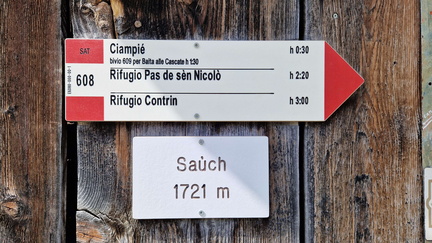 SAT
608
Ciampié h 0:30
bivio 609 per Baita alle Cascate h 1:30
Rifugio Pas de sèn Nicolò h 2:20
Rifugio Contrin h 3:00
Saùch
1721 m